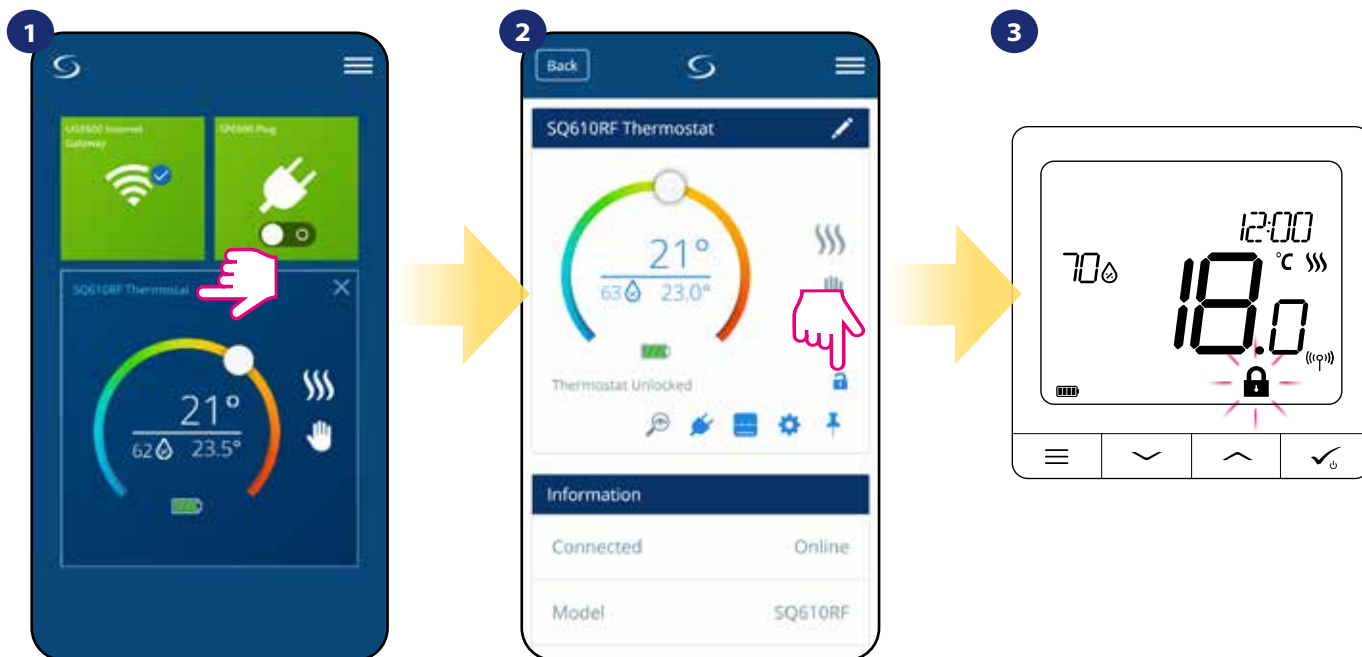 1
UGE600 Internet
Gateway
SPE600 Plug
SQ610RF Thermostat
21°
62 23.5°
2
Back
SQ610RF Thermostat
21°
63 23.0°
Thermostat Unlocked
Information
Connected Online
Model SQ610RF
3
12:00
70
°C
18.0